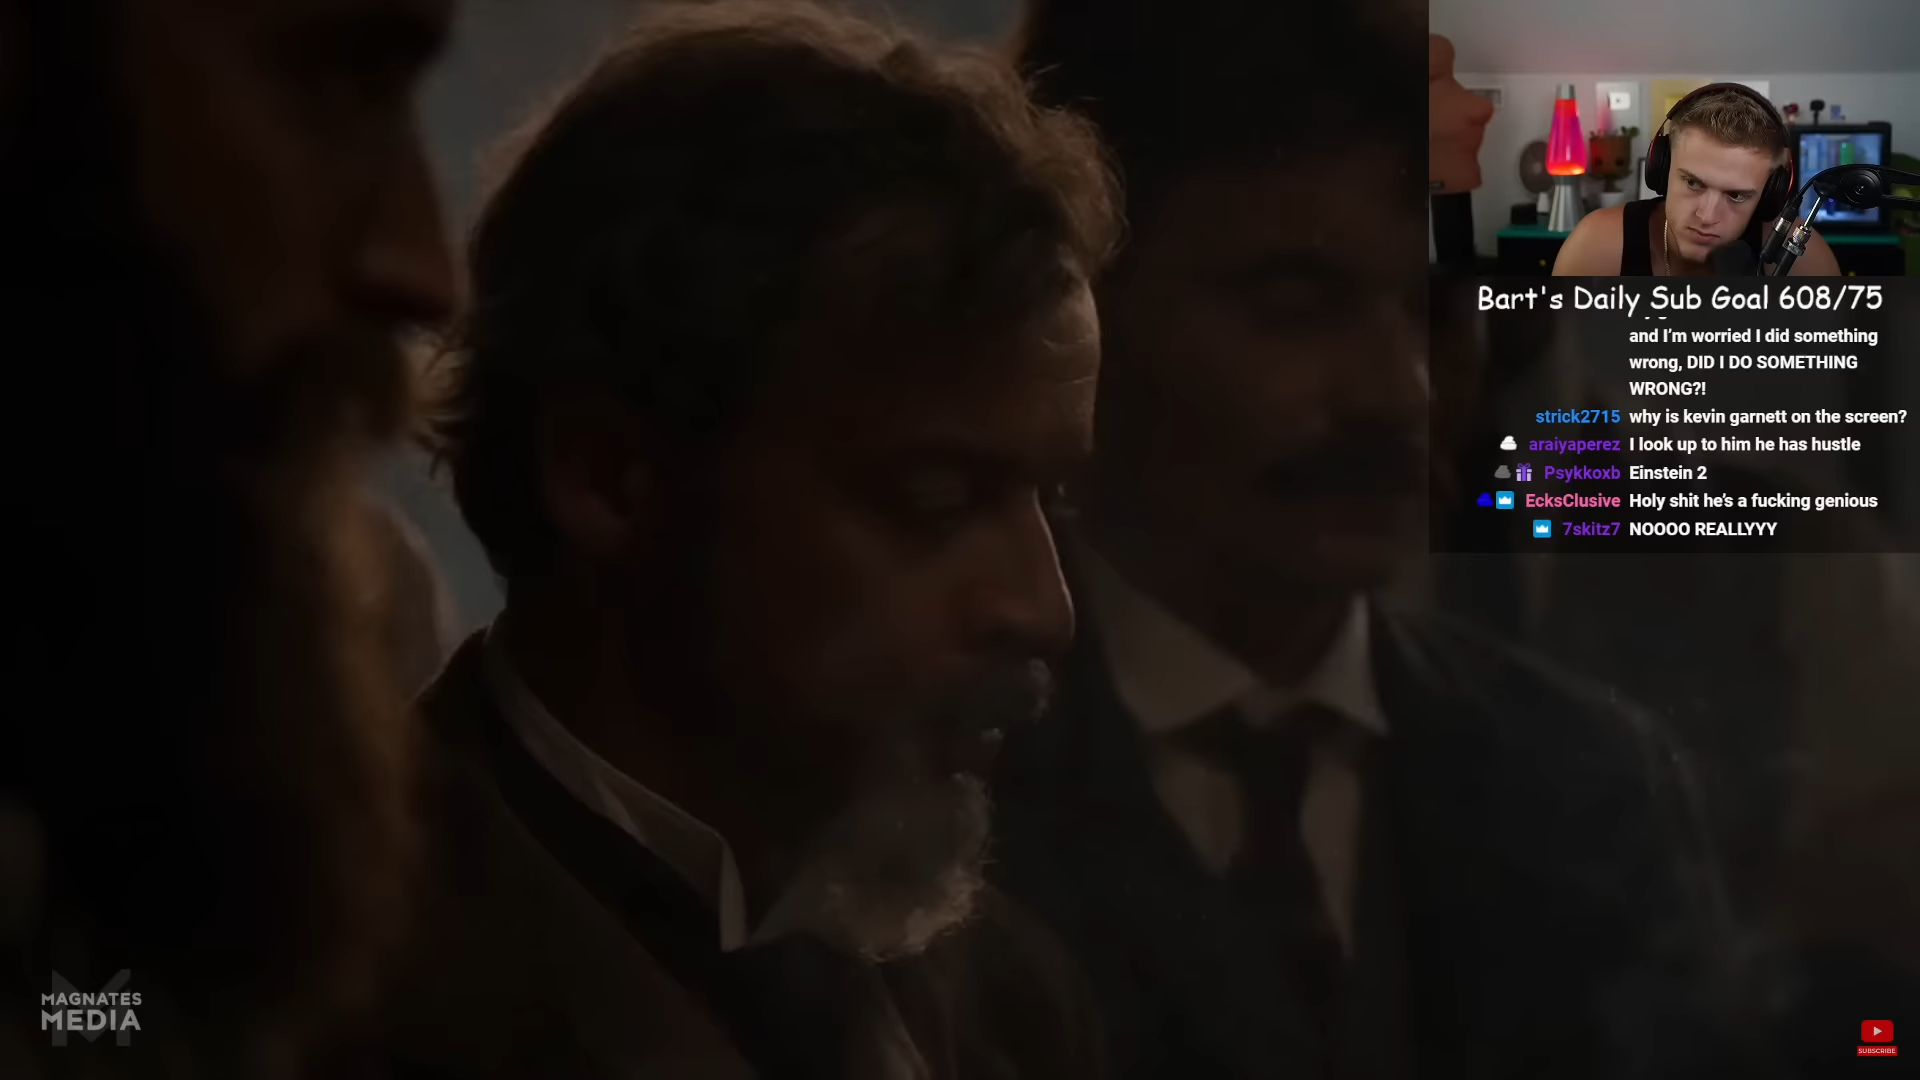 Bart's Daily Sub Goal 608/75
and I'm worried I did something
wrong, DID I DO SOMETHING
WRONG?!
strick2715 why is kevin garnett on the screen?
araiyaperez I look up to him he has hustle
Psykkoxb Einstein 2
EcksClusive Holy shit he's a fucking genious
7skitz7 NOOOO REALLYYY
MAGNATES
MEDIA
SUBSCRIBE